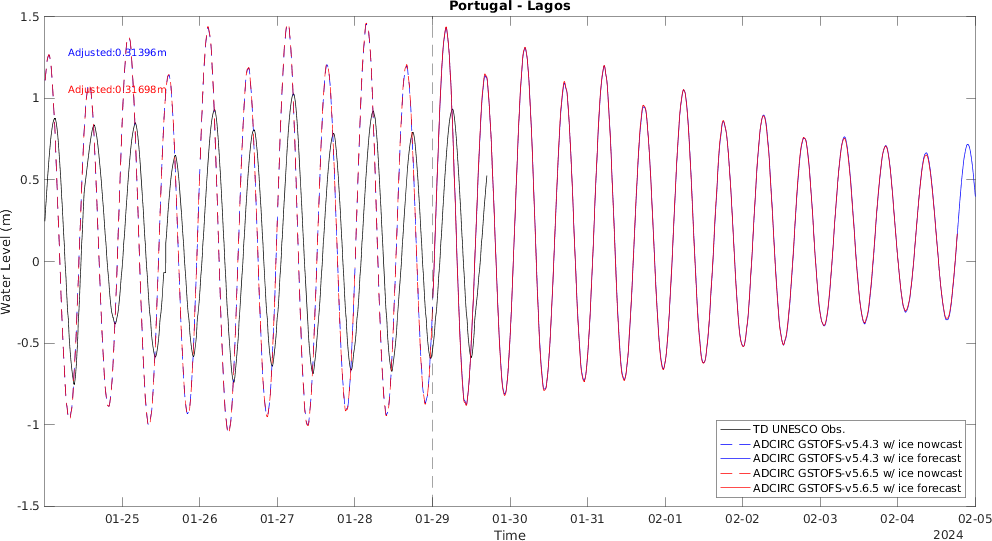 Portugal - Lagos
Adjusted:0.31396m
Adjusted:0.31698m
Water Level (m)
1.5
1
0.5
0
-0.5
-1
-1.5
TD UNESCO Obs.
ADCIRC GSTOFS-v5.4.3 w/ ice nowcast
ADCIRC GSTOFS-v5.4.3 w/ ice forecast
ADCIRC GSTOFS-v5.6.5 w/ ice nowcast
ADCIRC GSTOFS-v5.6.5 w/ ice forecast
01-25 01-26 01-27 01-28 01-29 01-30 01-31 02-01 02-02 02-03 02-04 02-05
Time
2024